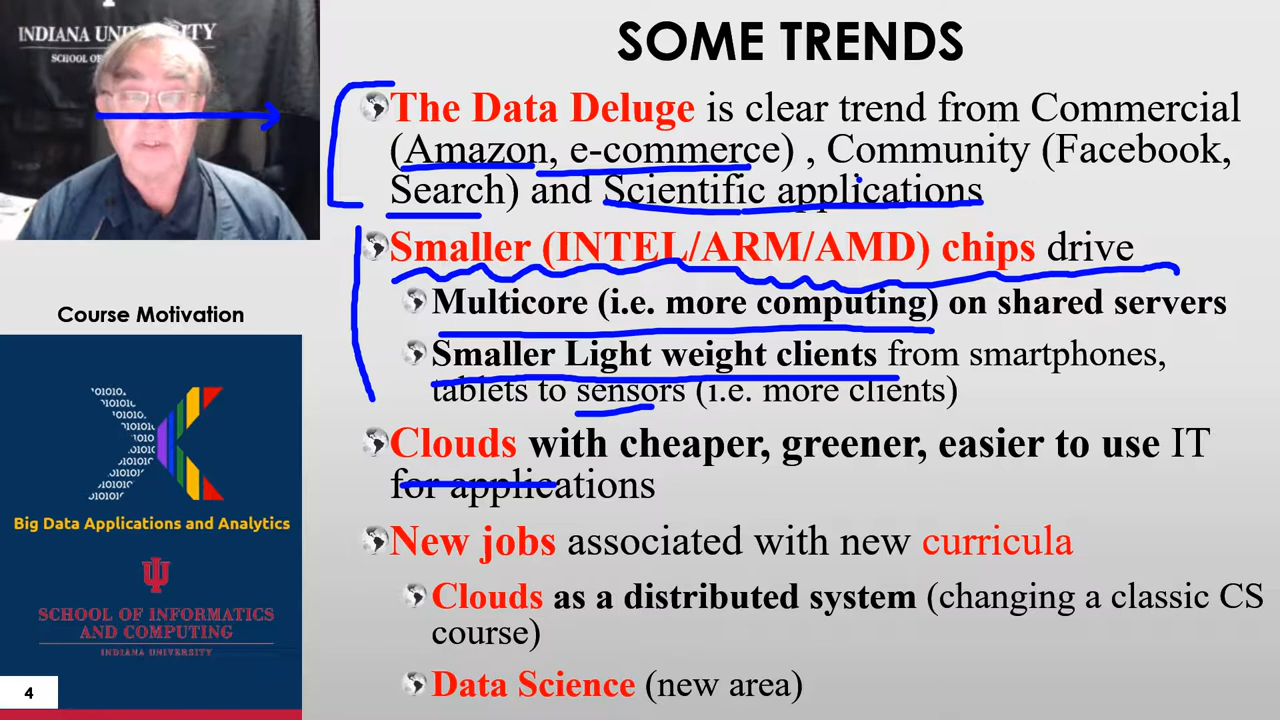 INDIANA UNIVERSITY
SCHOOL OF
SOME TRENDS
The Data Deluge is clear trend from Commercial
(Amazon, e-commerce) , Community (Facebook,
Search) and Scientific applications
Smaller (INTEL/ARM/AMD) chips drive
Multicore (i.e. more computing) on shared servers
Smaller Light weight clients from smartphones,
tablets to sensors (i.e. more clients)
Clouds with cheaper, greener, easier to use IT
for applications
New jobs associated with new curricula
Clouds as a distributed system (changing a classic CS
course)
Data Science (new area)
Course Motivation
Big Data Applications and Analytics
SCHOOL OF INFORMATICS
AND COMPUTING
INDIANA UNIVERSITY
4